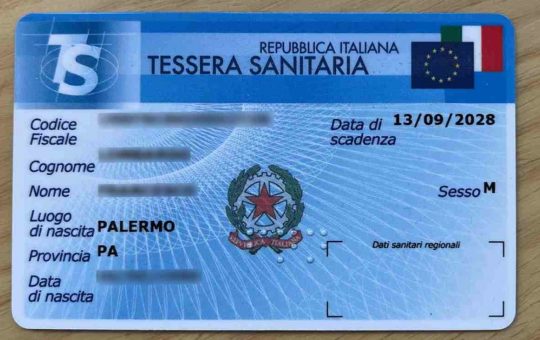 TS
REPUBBLICA ITALIANA
TESSERA SANITARIA
Codice
Fiscale
Data di
scadenza
13/09/2028
Cognome
Nome
Sesso M
Luogo
di nascita PALERMO
Provincia PA
Dati sanitari regionali
Data
di nascita